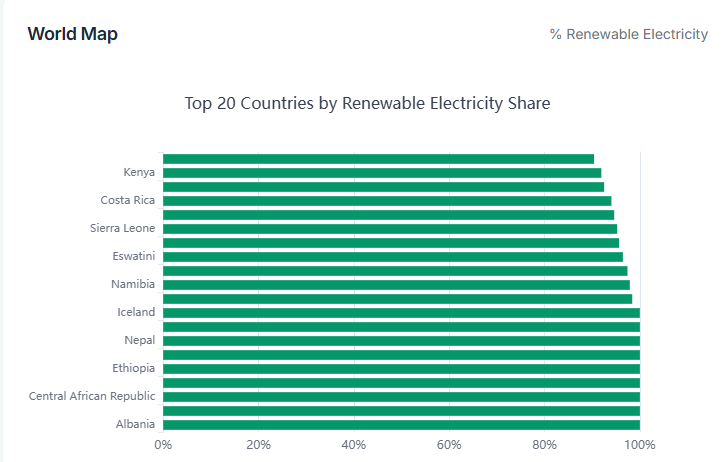 World Map
% Renewable Electricity
Top 20 Countries by Renewable Electricity Share
Kenya
Costa Rica
Sierra Leone
Eswatini
Namibia
Iceland
Nepal
Ethiopia
Central African Republic
Albania
0% 20% 40% 60% 80% 100%